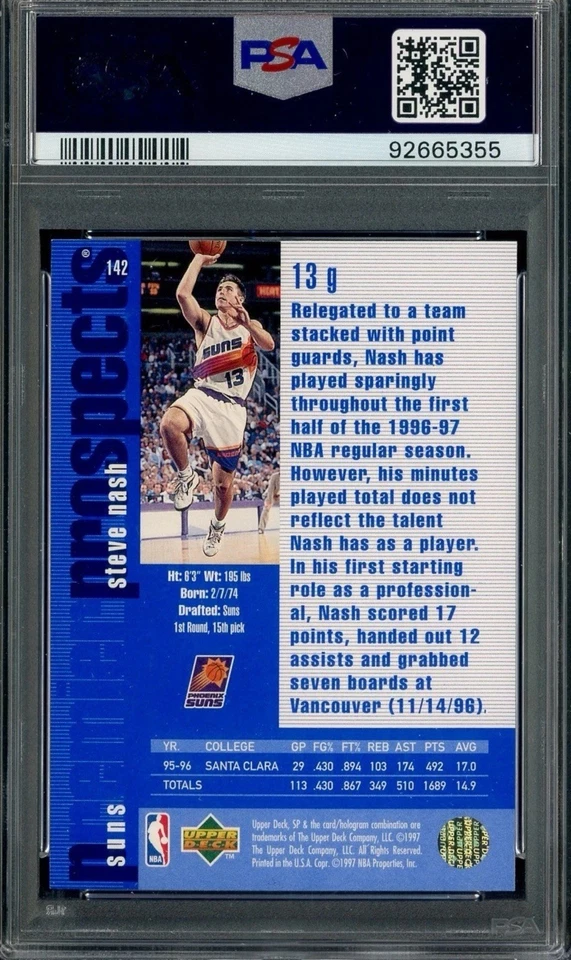 PSA
92665355
142
premier prospects®
steve nash
suns
HEAT
SUNS
13
13 g
Relegated to a team
stacked with point
guards, Nash has
played sparingly
throughout the first
half of the 1996-97
NBA regular season.
However, his minutes
played total does not
reflect the talent
Nash has as a player.
In his first starting
role as a profession-
al, Nash scored 17
points, handed out 12
assists and grabbed
seven boards at
Vancouver (11/14/96).
Ht: 6'3" Wt: 195 lbs
Born: 2/7/74
Drafted: Suns
1st Round, 15th pick
PHOENIX
SUNS
YR. COLLEGE GP FG% FT% REB AST PTS AVG
95-96 SANTA CLARA 29 .430 .894 103 174 492 17.0
TOTALS 113 .430 .867 349 510 1689 14.9
NBA
UPPER
DECK™
Upper Deck, SP & the card/hologram combination are
trademarks of The Upper Deck Company, LLC. ©1997
The Upper Deck Company, LLC. All Rights Reserved.
Printed in the U.S.A. Copr. ©1997 NBA Properties, Inc.
PSA